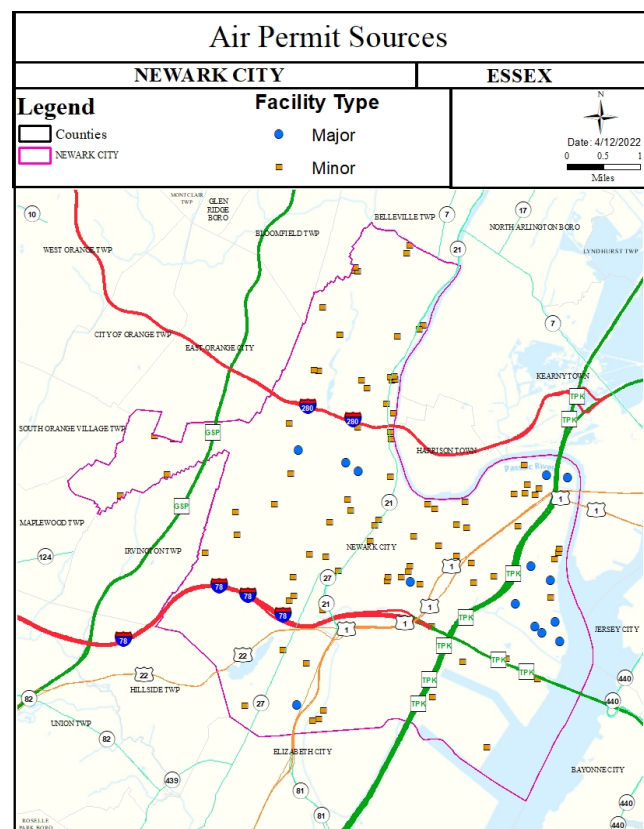 Air Permit Sources
NEWARK CITY
ESSEX
Legend
Counties
NEWARK CITY
Facility Type
Major
Minor
N
Date: 4/12/2022
0 0.5 1
Miles
MONTCLAIR
TWP
GLEN
RIDGE
BORO
BELLEVILLE TWP
7
17
10
BLOOMFIELD TWP
NORTH ARLINGTON BORO
WEST ORANGE TWP
21
LYNDHURST TWP
7
CITY OF ORANGE TWP
EAST ORANGE CITY
KEARNY TOWN
TPK
280
280
TPK
SOUTH ORANGE VILLAGE TWP
GSP
HARRISON TOWN
Passaic River
1
1
GSP
21
MAPLEWOOD TWP
124
IRVINGTON TWP
NEWARK CITY
1
27
TPK
78
78
21
1
78
TPK
1
1
JERSEY CITY
78
TPK
22
22
TPK
TPK
HILLSIDE TWP
TPK
440
82
27
TPK
440
UNION TWP
82
ELIZABETH CITY
439
BAYONNE CITY
81
440
81
440
ROSELLE
PARK BORO